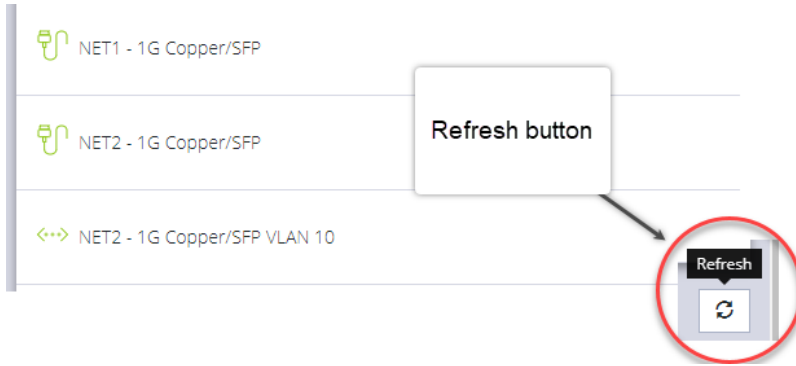 NET1 - 1G Copper/SFP
Refresh button
NET2 - 1G Copper/SFP
NET2 - 1G Copper/SFP VLAN 10
Refresh